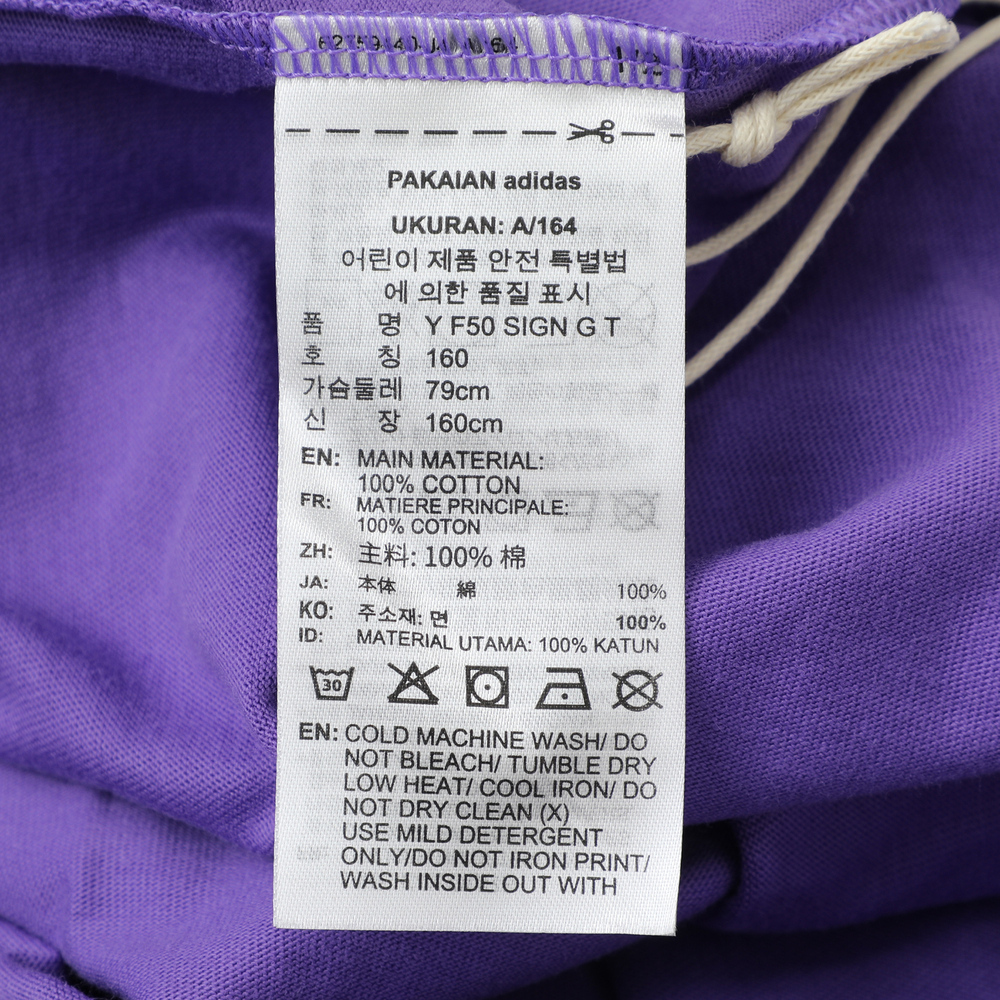 PAKAIAN adidas
UKURAN: A/164
어린이 제품 안전 특별법
에 의한 품질 표시
품 명 Y F50 SIGN G T
호 칭 160
가슴둘레 79cm
신 장 160cm
EN: MAIN MATERIAL:
100% COTTON
FR: MATIERE PRINCIPALE:
100% COTON
ZH: 主料: 100% 棉
JA: 本体 綿 100%
KO: 주소재: 면 100%
ID: MATERIAL UTAMA: 100% KATUN
30
EN: COLD MACHINE WASH/ DO
NOT BLEACH/ TUMBLE DRY
LOW HEAT/ COOL IRON/ DO
NOT DRY CLEAN (X)
USE MILD DETERGENT
ONLY/DO NOT IRON PRINT/
WASH INSIDE OUT WITH